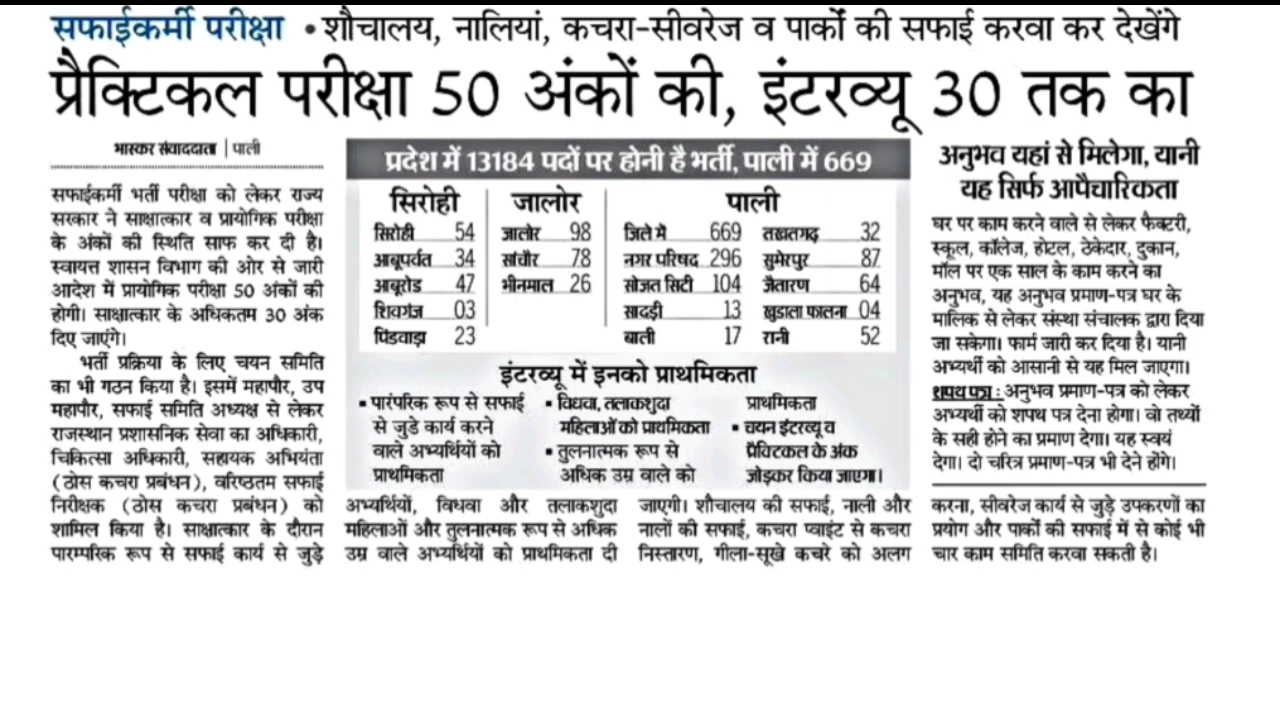 सफाईकर्मी परीक्षा • शौचालय, नालियां, कचरा-सीवरेज व पार्कों की सफाई करवा कर देखेंगे
प्रैक्टिकल परीक्षा 50 अंकों की, इंटरव्यू 30 तक का
भास्कर संवाददाता | पाली
सफाईकर्मी भर्ती परीक्षा को लेकर राज्य
सरकार ने साक्षात्कार व प्रायोगिक परीक्षा
के अंकों की स्थिति साफ कर दी है।
स्वायत्त शासन विभाग की ओर से जारी
आदेश में प्रायोगिक परीक्षा 50 अंकों की
होगी। साक्षात्कार के अधिकतम 30 अंक
दिए जाएंगे।
भर्ती प्रक्रिया के लिए चयन समिति
का भी गठन किया है। इसमें महापौर, उप
महापौर, सफाई समिति अध्यक्ष से लेकर
राजस्थान प्रशासनिक सेवा का अधिकारी,
चिकित्सा अधिकारी, सहायक अभियंता
(ठोस कचरा प्रबंधन), वरिष्ठतम सफाई
निरीक्षक (ठोस कचरा प्रबंधन) को
शामिल किया है। साक्षात्कार के दौरान
पारम्परिक रूप से सफाई कार्य से जुड़े
प्रदेश में 13184 पदों पर होनी है भर्ती, पाली में 669
सिरोही
सिरोही 54
आबूपर्वत 34
आबूरोड 47
शिवगंज 03
पिंडवाड़ा 23
जालोर
जालोर 98
सांचौर 78
भीनमाल 26
पाली
जिले में 669 तखतगढ़ 32
नगर परिषद 296 सुमेरपुर 87
सोजत सिटी 104 जैतारण 64
सादड़ी 13 खुडाला फालना 04
बाली 17 रानी 52
इंटरव्यू में इनको प्राथमिकता
▪ पारंपरिक रूप से सफाई
से जुडे कार्य करने
वाले अभ्यर्थियों को
प्राथमिकता
▪ विधवा, तलाकशुदा
महिलाओं को प्राथमिकता
▪ तुलनात्मक रूप से
अधिक उम्र वाले को
प्राथमिकता
▪ चयन इंटरव्यू व
प्रैक्टिकल के अंक
जोड़कर किया जाएगा।
अभ्यर्थियों, विधवा और तलाकशुदा
महिलाओं और तुलनात्मक रूप से अधिक
उम्र वाले अभ्यर्थियों को प्राथमिकता दी
जाएगी। शौचालय की सफाई, नाली और
नालों की सफाई, कचरा प्वाइंट से कचरा
निस्तारण, गीला-सूखे कचरे को अलग
अनुभव यहां से मिलेगा, यानी
यह सिर्फ आपैचारिकता
घर पर काम करने वाले से लेकर फैक्टरी,
स्कूल, कॉलेज, होटल, ठेकेदार, दुकान,
मॉल पर एक साल के काम करने का
अनुभव, यह अनुभव प्रमाण-पत्र घर के
मालिक से लेकर संस्था संचालक द्वारा दिया
जा सकेगा। फार्म जारी कर दिया है। यानी
अभ्यर्थी को आसानी से यह मिल जाएगा।
शपथ पत्र : अनुभव प्रमाण-पत्र को लेकर
अभ्यर्थी को शपथ पत्र देना होगा। वो तथ्यों
के सही होने का प्रमाण देगा। यह स्वयं
देगा। दो चरित्र प्रमाण-पत्र भी देने होंगे।
करना, सीवरेज कार्य से जुड़े उपकरणों का
प्रयोग और पार्कों की सफाई में से कोई भी
चार काम समिति करवा सकती है।